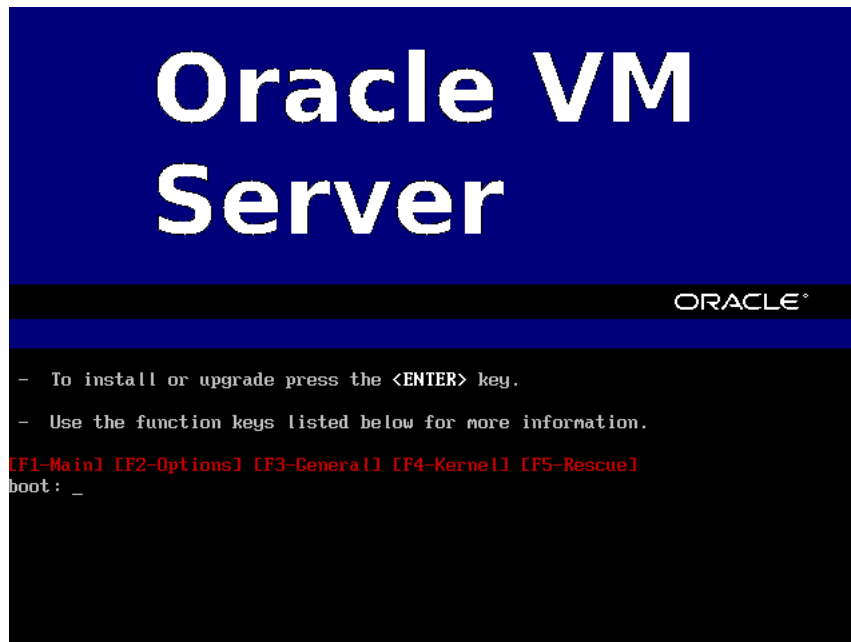 Oracle VM
Server
ORACLE®
- To install or upgrade press the <ENTER> key.
- Use the function keys listed below for more information.
[F1-Main] [F2-Options] [F3-General] [F4-Kernel] [F5-Rescue]
boot: _